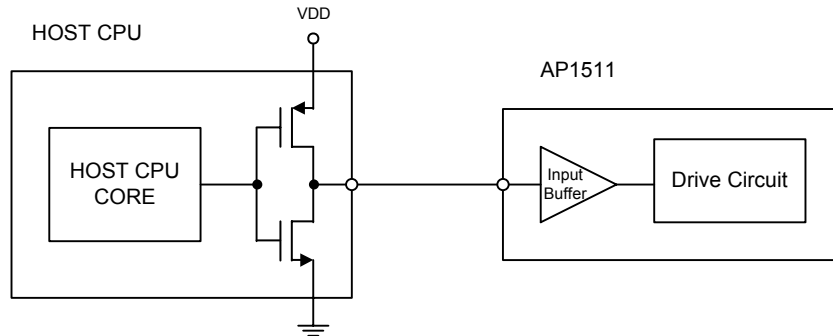 HOST CPU
VDD
AP1511
HOST CPU
CORE
Input
Buffer
Drive Circuit